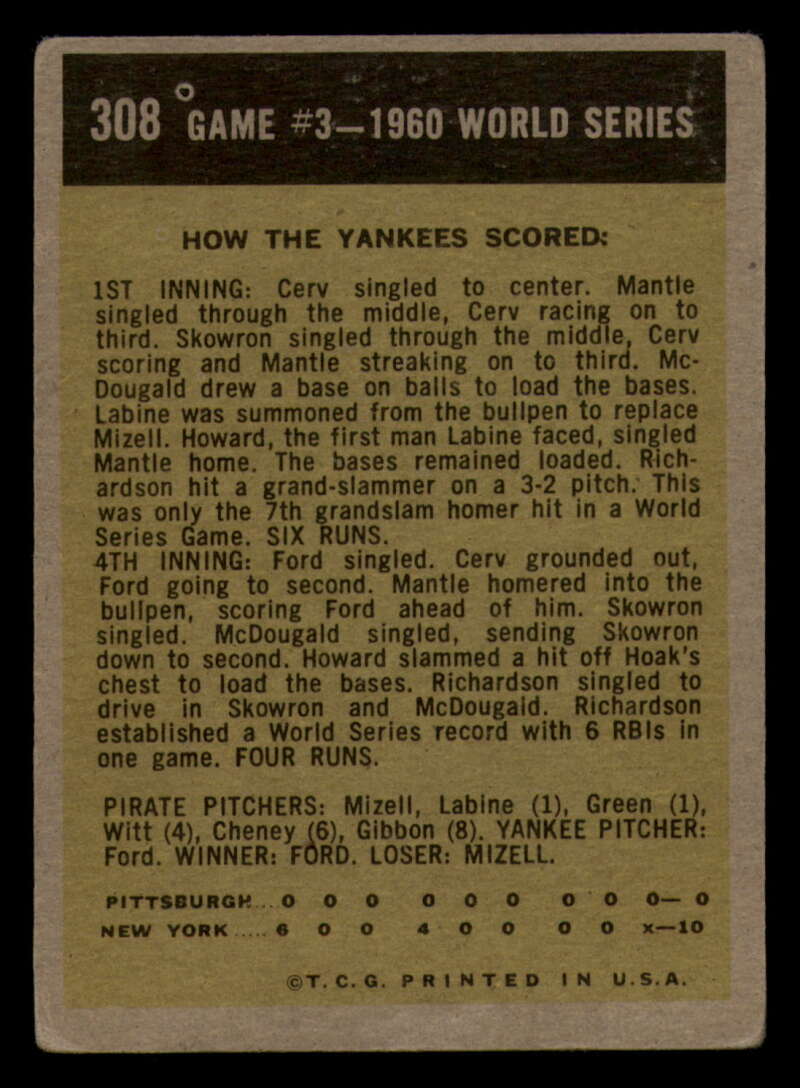 308 GAME #3—1960 WORLD SERIES
HOW THE YANKEES SCORED:
1ST INNING: Cerv singled to center. Mantle
singled through the middle, Cerv racing on to
third. Skowron singled through the middle, Cerv
scoring and Mantle streaking on to third. Mc-
Dougald drew a base on balls to load the bases.
Labine was summoned from the bullpen to replace
Mizell. Howard, the first man Labine faced, singled
Mantle home. The bases remained loaded. Rich-
ardson hit a grand-slammer on a 3-2 pitch. This
was only the 7th grandslam homer hit in a World
Series Game. SIX RUNS.
4TH INNING: Ford singled. Cerv grounded out,
Ford going to second. Mantle homered into the
bullpen, scoring Ford ahead of him. Skowron
singled. McDougald singled, sending Skowron
down to second. Howard slammed a hit off Hoak's
chest to load the bases. Richardson singled to
drive in Skowron and McDougald. Richardson
established a World Series record with 6 RBIs in
one game. FOUR RUNS.
PIRATE PITCHERS: Mizell, Labine (1), Green (1),
Witt (4), Cheney (6), Gibbon (8). YANKEE PITCHER:
Ford. WINNER: FORD. LOSER: MIZELL.
PITTSBURGH .. 0 0 0 0 0 0 0 0 0— 0
NEW YORK ..... 6 0 0 4 0 0 0 0 x—10
©T.C.G. PRINTED IN U.S.A.